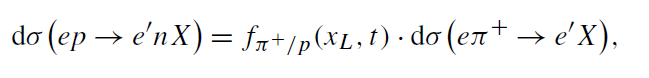 dσ(ep → e′nX) = f_{π⁺/p}(x_L, t) · dσ(eπ⁺ → e′X),